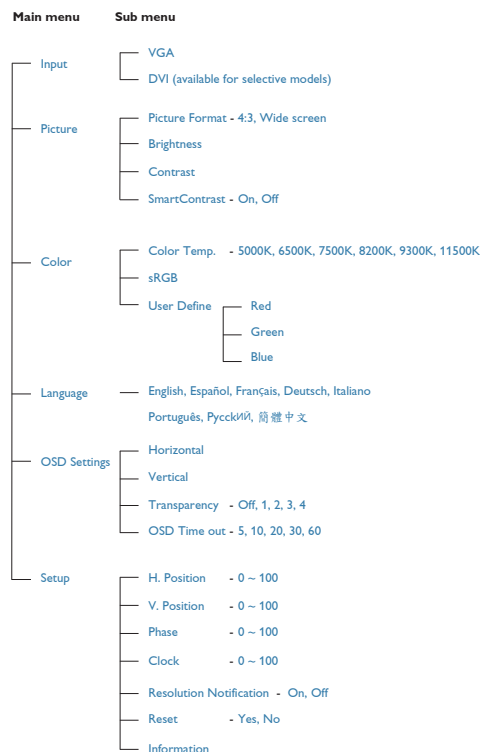 Main menu Sub menu
Input
VGA
DVI (available for selective models)
Picture
Picture Format - 4:3, Wide screen
Brightness
Contrast
SmartContrast - On, Off
Color
Color Temp. - 5000K, 6500K, 7500K, 8200K, 9300K, 11500K
sRGB
User Define
Red
Green
Blue
Language
English, Español, Français, Deutsch, Italiano
Português, Русckий, 簡體中文
OSD Settings
Horizontal
Vertical
Transparency - Off, 1, 2, 3, 4
OSD Time out - 5, 10, 20, 30, 60
Setup
H. Position - 0 ~ 100
V. Position - 0 ~ 100
Phase - 0 ~ 100
Clock - 0 ~ 100
Resolution Notification - On, Off
Reset - Yes, No
Information